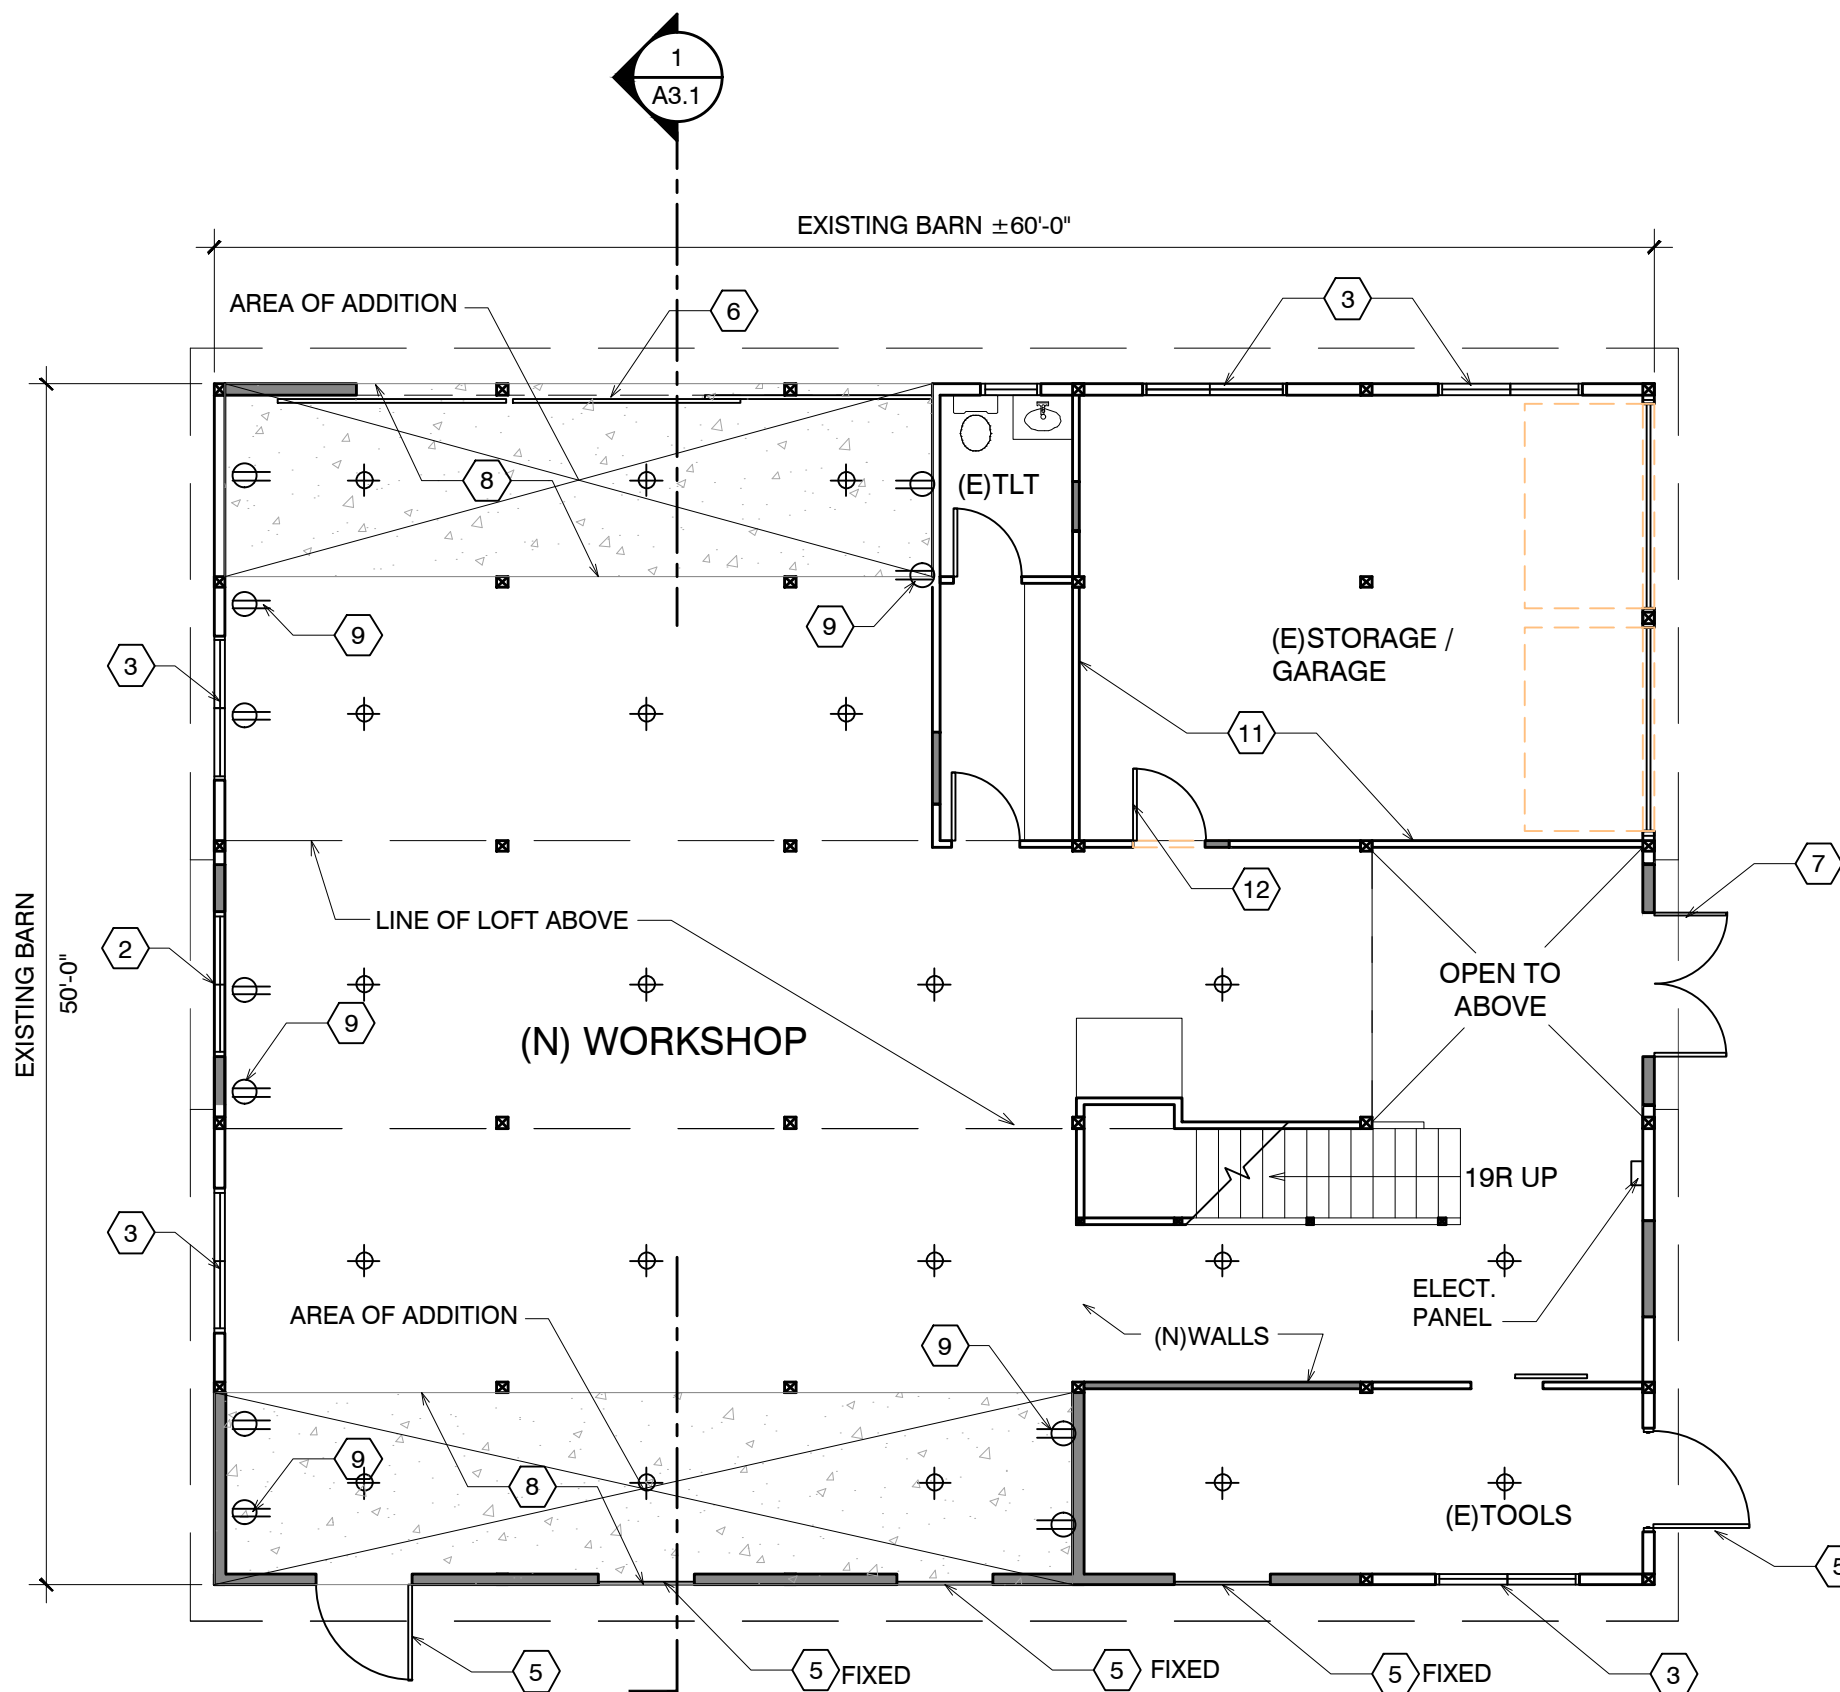 1
A3.1
EXISTING BARN ±60'-0"
AREA OF ADDITION
6
3
8
(E)TLT
9
9
3
(E)STORAGE /
GARAGE
11
7
12
LINE OF LOFT ABOVE
2
EXISTING BARN
50'-0"
OPEN TO
ABOVE
9
(N) WORKSHOP
19R UP
3
ELECT.
PANEL
AREA OF ADDITION
(N)WALLS
9
9
8
(E)TOOLS
5
5
5 FIXED
5 FIXED
5 FIXED
3